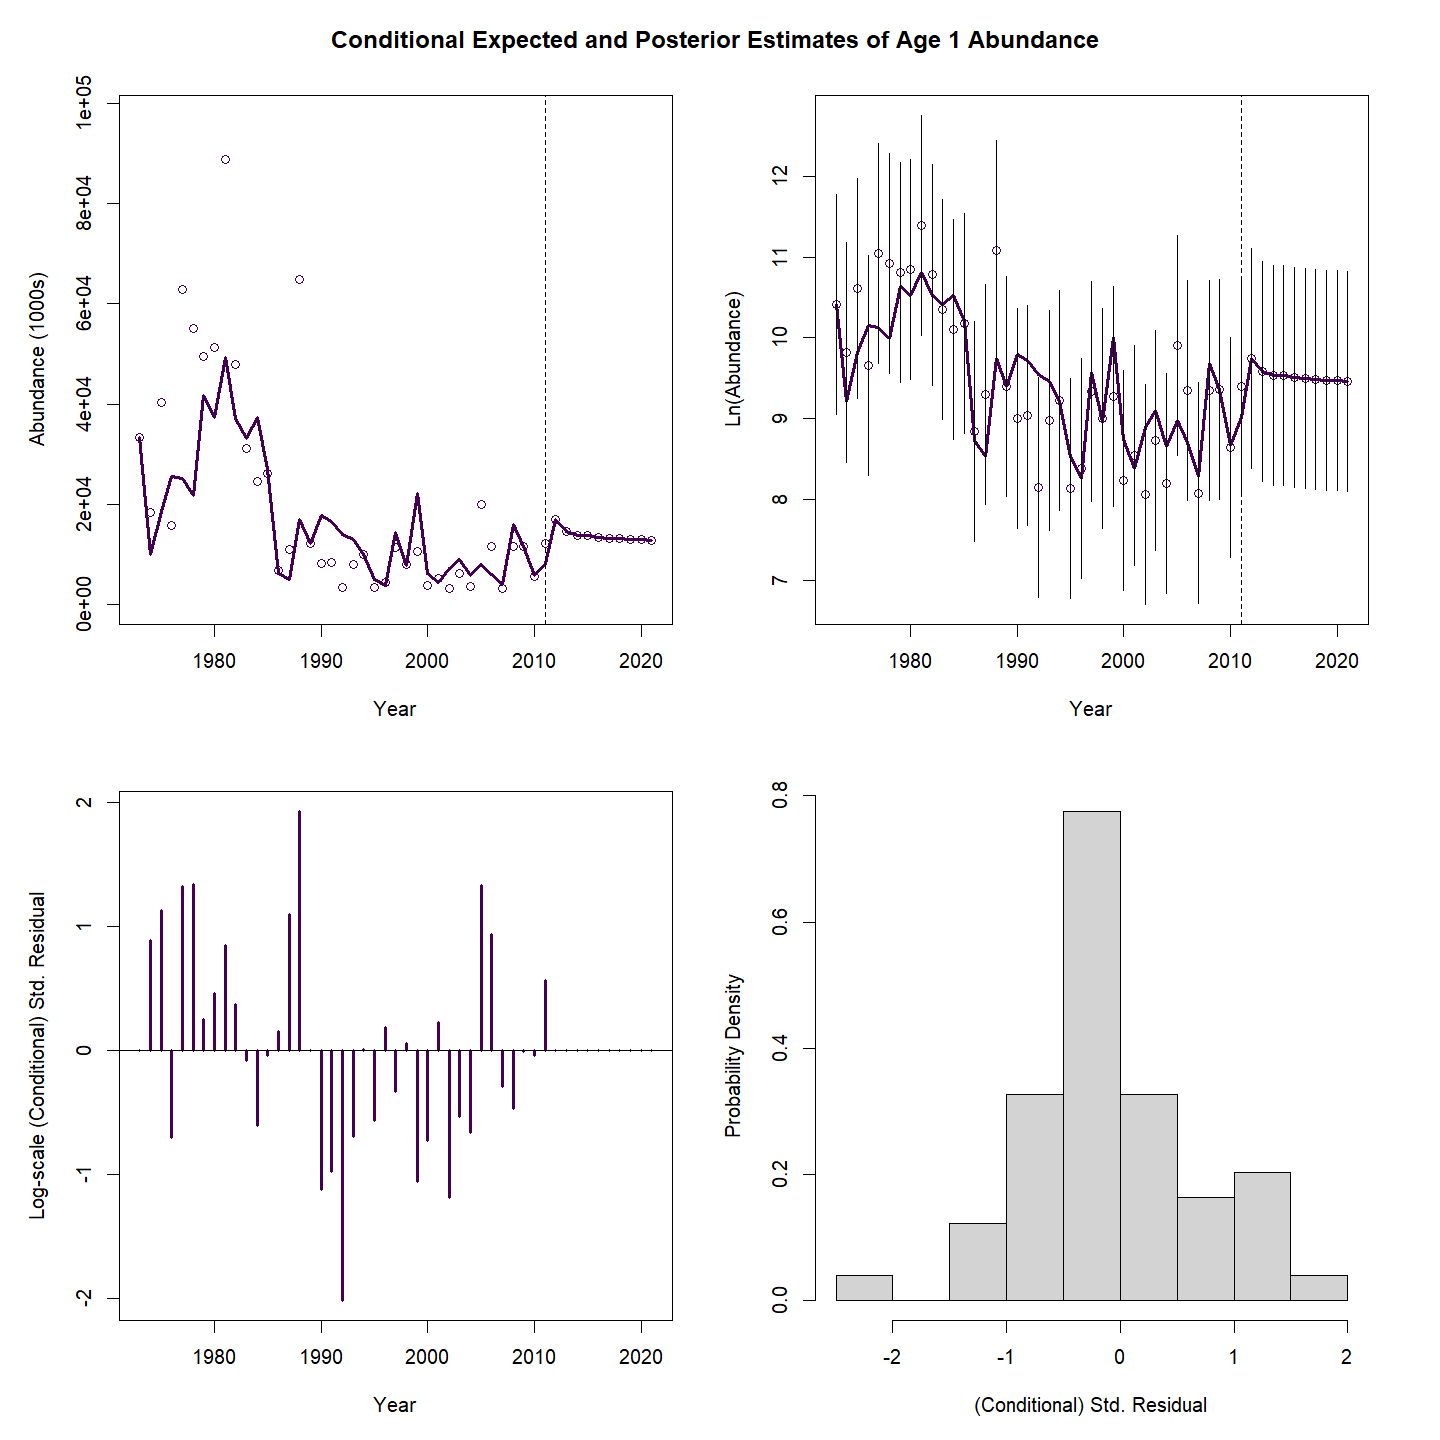 Conditional Expected and Posterior Estimates of Age 1 Abundance
Abundance (1000s)
1e+05
8e+04
6e+04
4e+04
2e+04
0e+00
1980 1990 2000 2010 2020
Year
Ln(Abundance)
12
11
10
9
8
7
1980 1990 2000 2010 2020
Year
Log-scale (Conditional) Std. Residual
2
1
0
-1
-2
1980 1990 2000 2010 2020
Year
Probability Density
0.8
0.6
0.4
0.2
0.0
-2 -1 0 1 2
(Conditional) Std. Residual